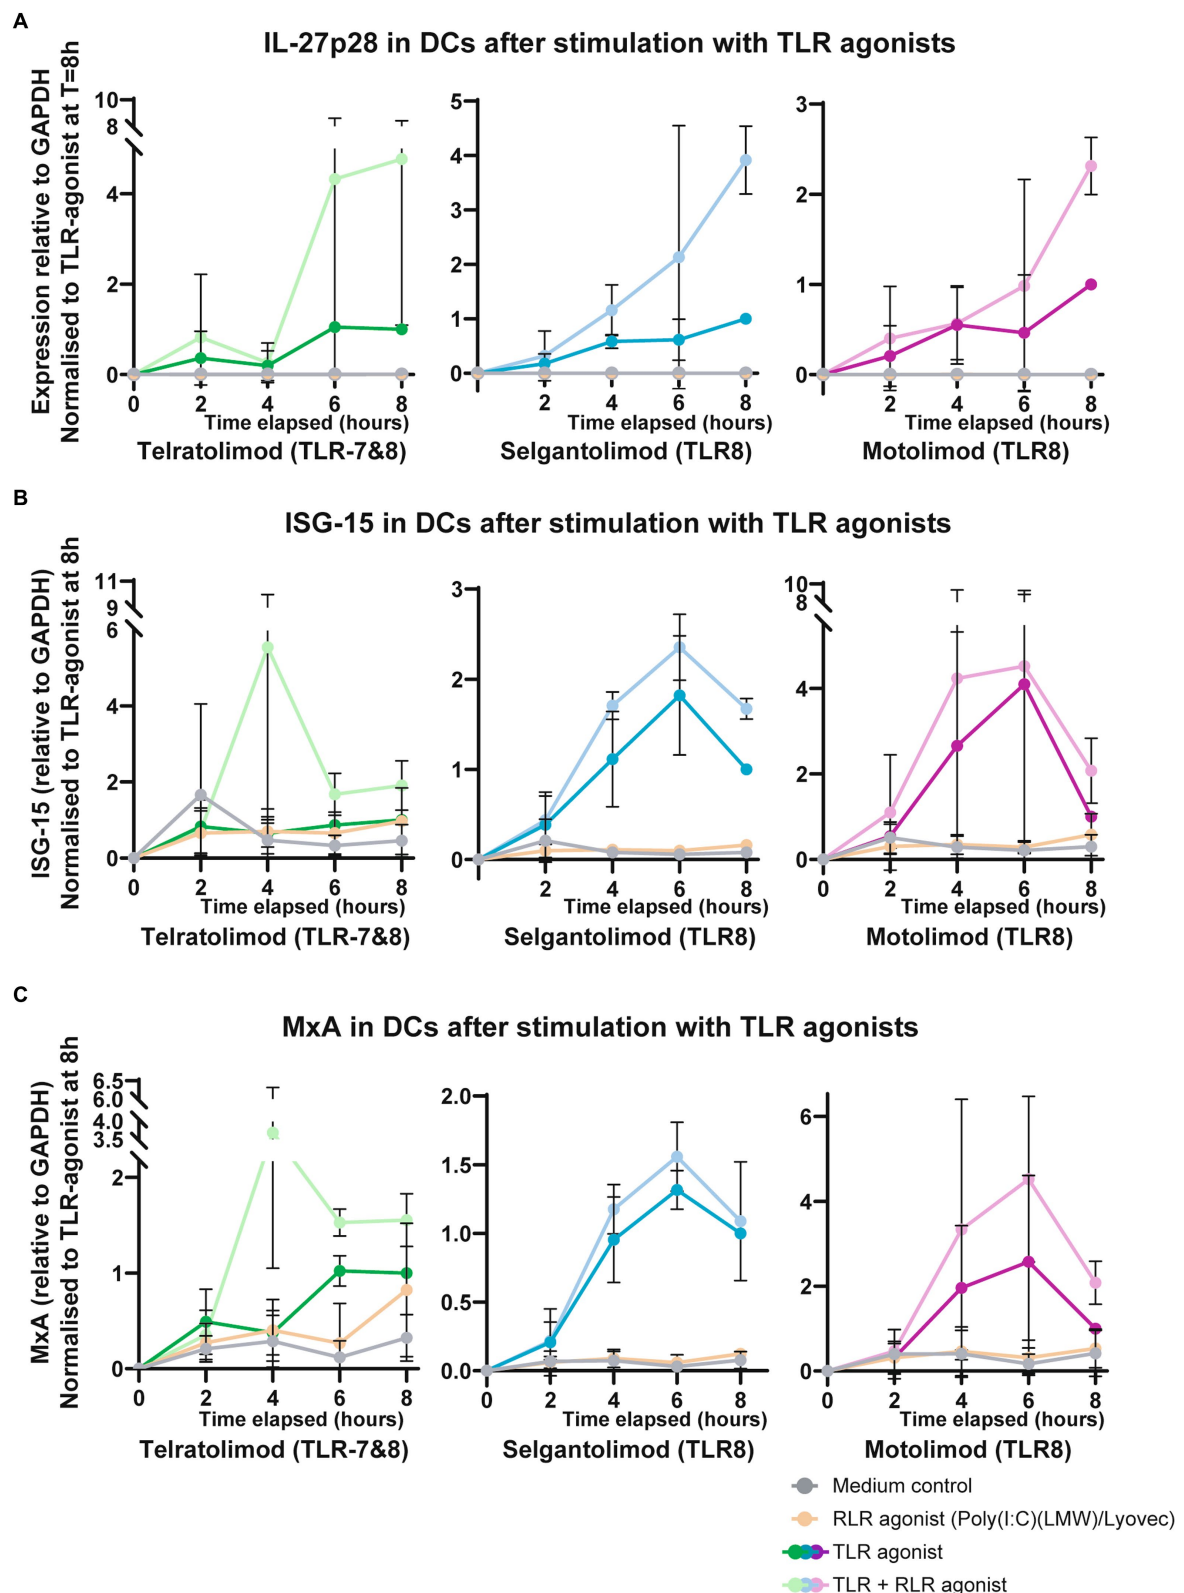 A
IL-27p28 in DCs after stimulation with TLR agonists
Expression relative to GAPDH
Normalised to TLR-agonist at T=8h
10
8
4
2
0
0 2 4 6 8
Time elapsed (hours)
Telratolimod (TLR-7&8)
5
4
3
2
1
0
2 4 6 8
Time elapsed (hours)
Selgantolimod (TLR8)
3
2
1
0
0 2 4 6 8
Time elapsed (hours)
Motolimod (TLR8)
B
ISG-15 in DCs after stimulation with TLR agonists
ISG-15 (relative to GAPDH)
Normalised to TLR-agonist at 8h
11
9
6
4
2
0
0 2 4 6 8
Time elapsed (hours)
Telratolimod (TLR-7&8)
3
2
1
0
2 4 6 8
Time elapsed (hours)
Selgantolimod (TLR8)
10
8
4
2
0
0 2 4 6 8
Time elapsed (hours)
Motolimod (TLR8)
C
MxA in DCs after stimulation with TLR agonists
MxA (relative to GAPDH)
Normalised to TLR-agonist at 8h
6.5
6.0
4.0
3.5
2
1
0
0 2 4 6 8
Time elapsed (hours)
Telratolimod (TLR-7&8)
2.0
1.5
1.0
0.5
0.0
0 2 4 6 8
Time elapsed (hours)
Selgantolimod (TLR8)
6
4
2
0
0 2 4 6 8
Time elapsed (hours)
Motolimod (TLR8)
Medium control
RLR agonist (Poly(I:C)(LMW)/Lyovec)
TLR agonist
TLR + RLR agonist